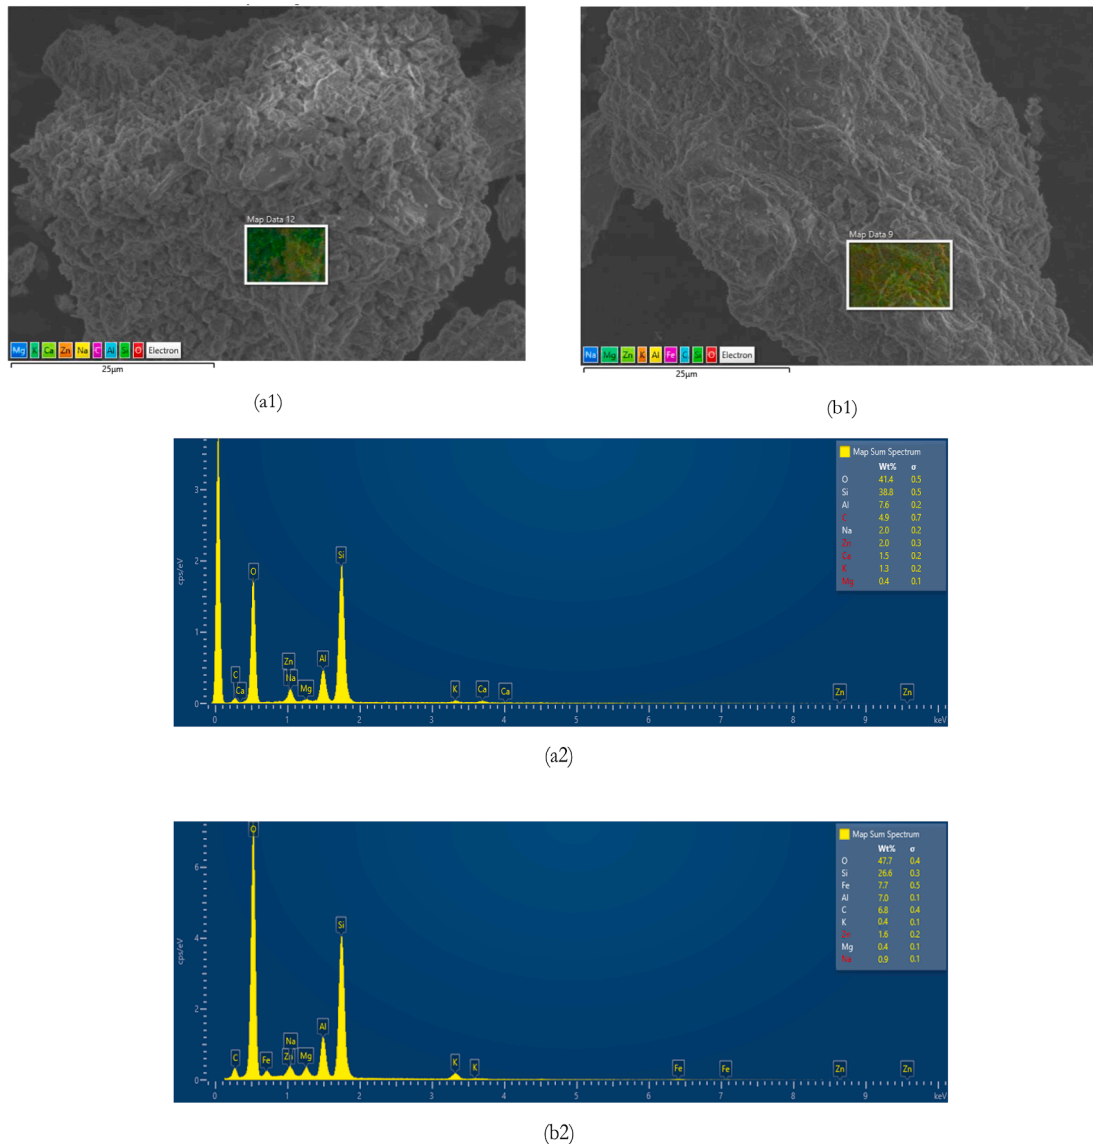 Map Data 12
Mg K Ca Zn Na C Al Si O Electron
25μm
(a1)
Map Data 9
Na Mg Zn K Al Fe C Si O Electron
25μm
(b1)
Map Sum Spectrum
Wt% σ
O 41.4 0.5
Si 38.8 0.5
Al 7.6 0.2
C 4.9 0.7
Na 2.0 0.2
Zn 2.0 0.3
Ca 1.5 0.2
K 1.3 0.2
Mg 0.4 0.1
cps/eV
3
2
1
0
C Ca O Zn Na Mg Al Si K Ca Ca Zn Zn
0 1 2 3 4 5 6 7 8 9 keV
(a2)
Map Sum Spectrum
Wt% σ
O 47.7 0.4
Si 26.6 0.3
Fe 7.7 0.5
Al 7.0 0.1
C 6.8 0.4
K 0.4 0.1
Zn 1.6 0.2
Mg 0.4 0.1
Na 0.9 0.1
cps/eV
6
4
2
0
C O Fe Na Zn Mg Al Si K K Fe Fe Zn Zn
0 1 2 3 4 5 6 7 8 9 keV
(b2)